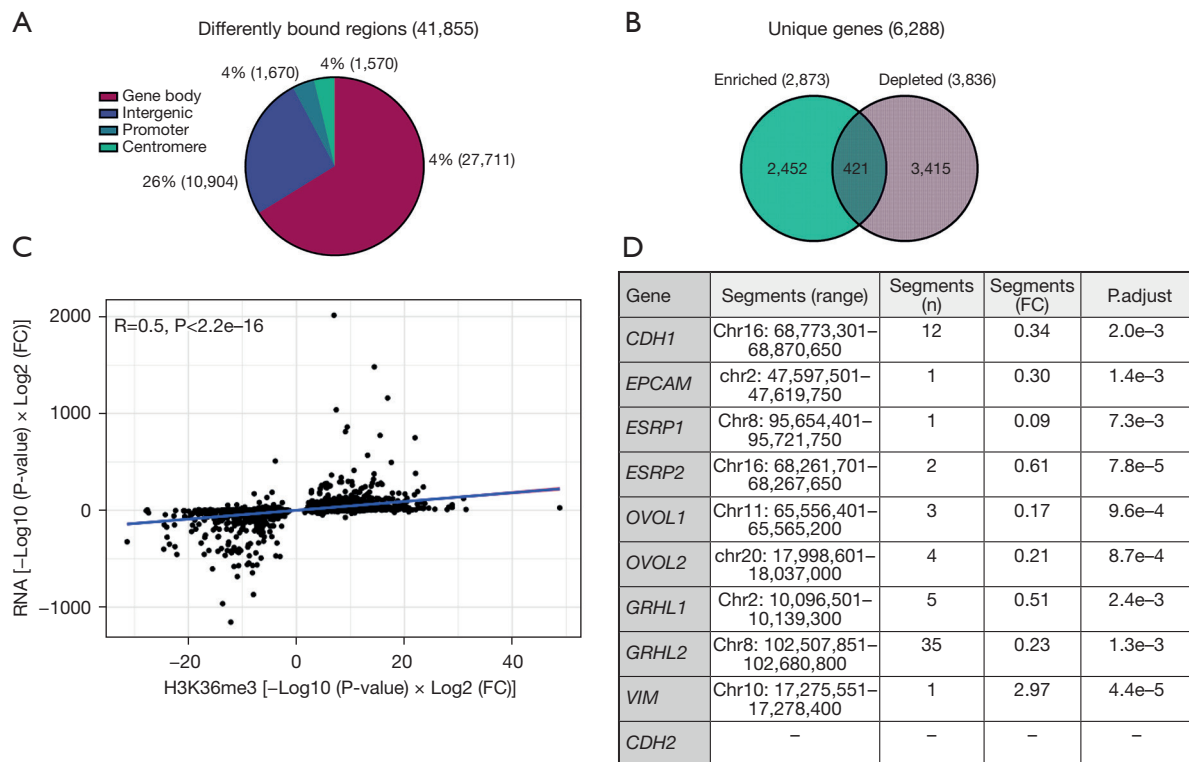 A
Differently bound regions (41,855)
4% (1,670)
4% (1,570)
Gene body
Intergenic
Promoter
Centromere
4% (27,711)
26% (10,904)
B
Unique genes (6,288)
Enriched (2,873)
Depleted (3,836)
2,452
421
3,415
C
R=0.5, P<2.2e–16
2000
1000
0
–1000
RNA [–Log10 (P-value) × Log2 (FC)]
–20
0
20
40
H3K36me3 [–Log10 (P-value) × Log2 (FC)]
D
Gene Segments (range) Segments (n) Segments (FC) P.adjust
CDH1 Chr16: 68,773,301–
68,870,650 12 0.34 2.0e–3
EPCAM chr2: 47,597,501–
47,619,750 1 0.30 1.4e–3
ESRP1 Chr8: 95,654,401–
95,721,750 1 0.09 7.3e–3
ESRP2 Chr16: 68,261,701–
68,267,650 2 0.61 7.8e–5
OVOL1 Chr11: 65,556,401–
65,565,200 3 0.17 9.6e–4
OVOL2 chr20: 17,998,601–
18,037,000 4 0.21 8.7e–4
GRHL1 Chr2: 10,096,501–
10,139,300 5 0.51 2.4e–3
GRHL2 Chr8: 102,507,851–
102,680,800 35 0.23 1.3e–3
VIM Chr10: 17,275,551–
17,278,400 1 2.97 4.4e–5
CDH2 – – – –